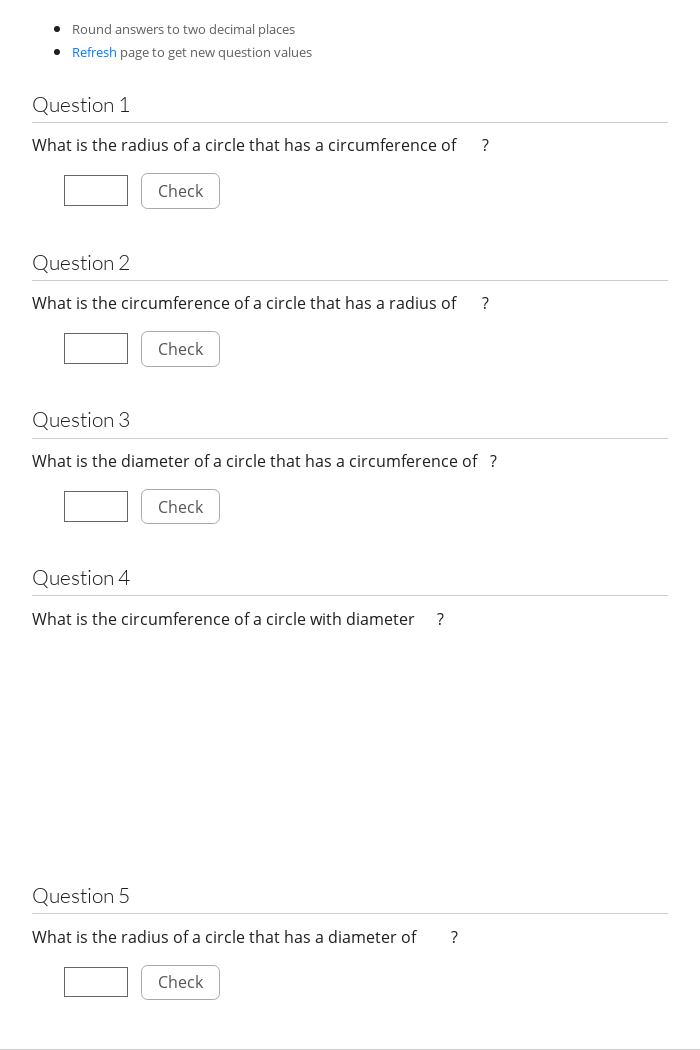 Round answers to two decimal places
Refresh page to get new question values
Question 1
What is the radius of a circle that has a circumference of ?
Check
Question 2
What is the circumference of a circle that has a radius of ?
Check
Question 3
What is the diameter of a circle that has a circumference of ?
Check
Question 4
What is the circumference of a circle with diameter ?
Question 5
What is the radius of a circle that has a diameter of ?
Check